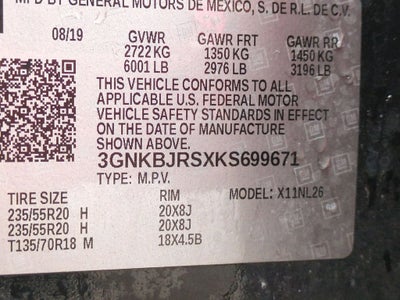 MFD BY GENERAL MOTORS DE MEXICO, S. DE R.L. DE C.V.
08/19 GVWR GAWR FRT GAWR RR
2722 KG 1350 KG 1450 KG
6001 LB 2976 LB 3196 LB
THIS VEHICLE CONFORMS TO ALL
APPLICABLE U.S. FEDERAL MOTOR
VEHICLE SAFETY STANDARDS IN EFFECT
ON THE DATE OF MANUFACTURE
SHOWN ABOVE.
3GNKBJRSXKS699671
TYPE: M.P.V. MODEL: X11NL26
TIRE SIZE RIM
235/55R20 H 20X8J
235/55R20 H 20X8J
T135/70R18 M 18X4.5B